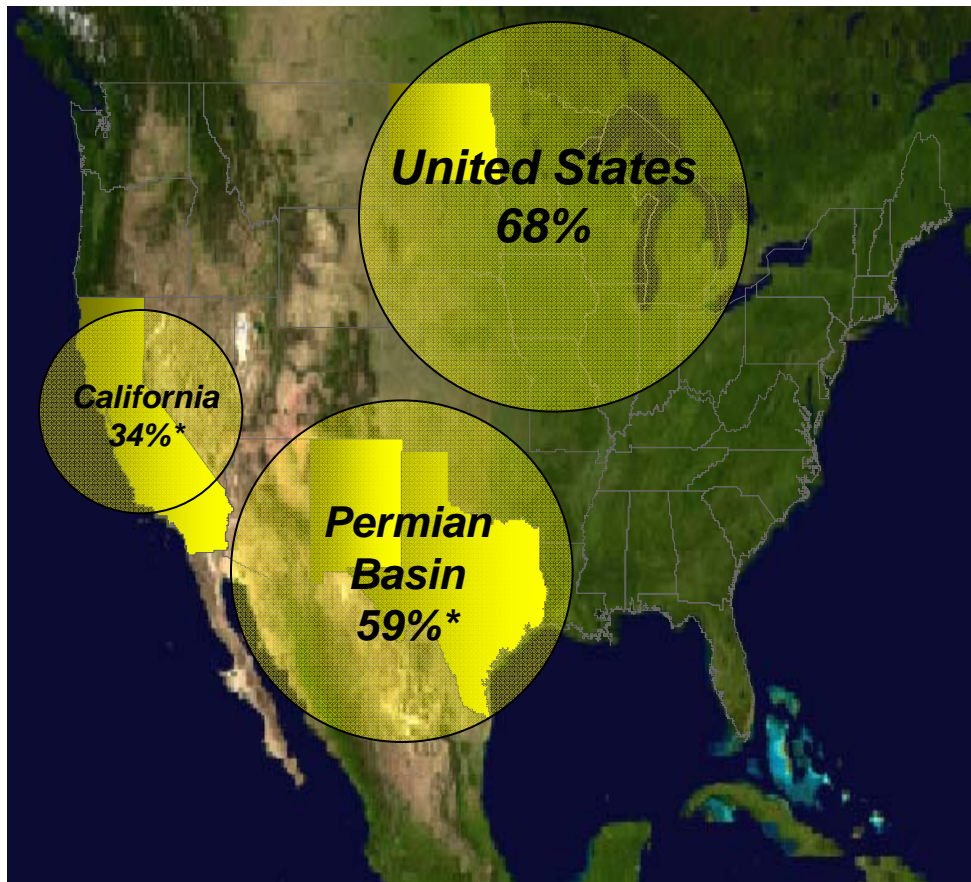 United States
68%
California
34%*
Permian
Basin
59%*